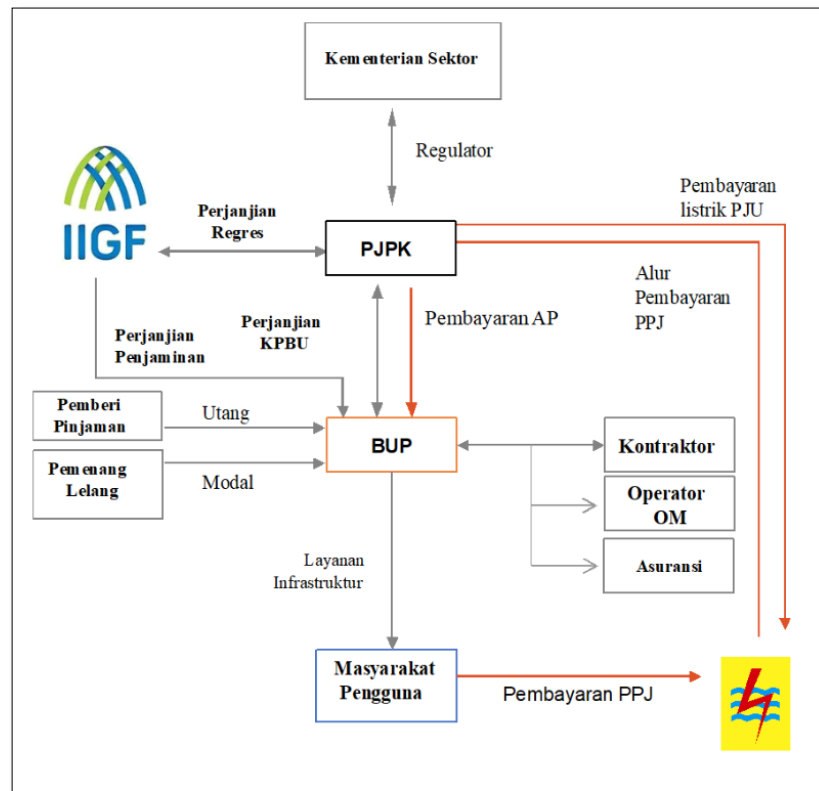 Kementerian Sektor
Regulator
IIGF
Perjanjian
Regres
PJPK
Pembayaran
listrik PJU
Alur
Pembayaran
PPJ
Perjanjian
Penjaminan
Perjanjian
KPBU
Pembayaran AP
Pemberi
Pinjaman
Utang
BUP
Kontraktor
Pemenang
Lelang
Modal
Operator
OM
Layanan
Infrastruktur
Asuransi
Masyarakat
Pengguna
Pembayaran PPJ